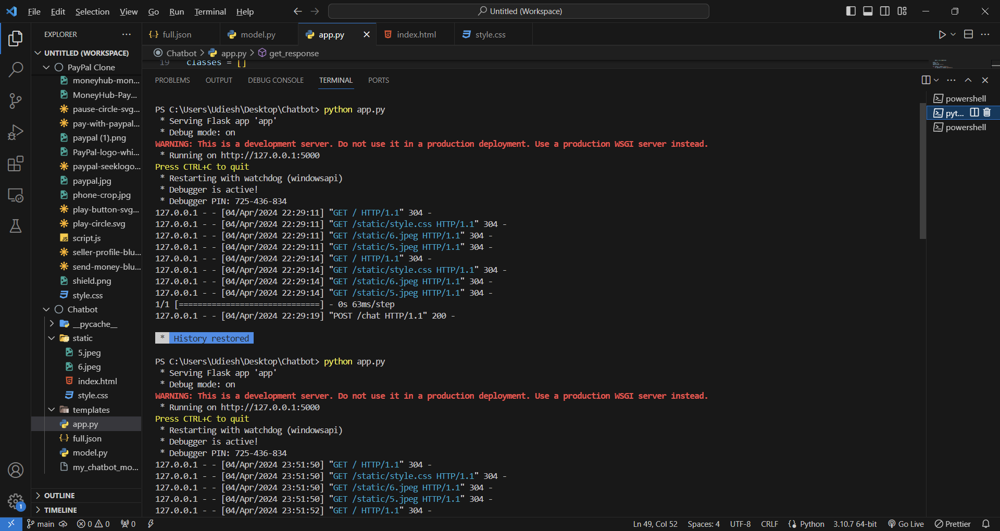 File Edit Selection View Go Run Terminal Help
Untitled (Workspace)
EXPLORER
UNTITLED (WORKSPACE)
PayPal Clone
moneyhub-mon...
MoneyHub-Pay...
pause-circle-svg...
pay-with-paypal...
paypal (1).png
PayPal-logo-whi...
paypal-seeklogo...
paypal.jpg
phone-crop.jpg
play-button-svg...
play-circle.svg
JS script.js
seller-profile-blu...
send-money-blu...
shield.png
style.css
Chatbot
__pycache__
static
5.jpeg
6.jpeg
index.html
style.css
templates
app.py
full.json
model.py
my_chatbot_mo...
OUTLINE
TIMELINE
full.json model.py app.py index.html style.css
Chatbot > app.py > get_response
19 classes = []
PROBLEMS OUTPUT DEBUG CONSOLE TERMINAL PORTS
PS C:\Users\Udiesh\Desktop\Chatbot> python app.py
* Serving Flask app 'app'
* Debug mode: on
WARNING: This is a development server. Do not use it in a production deployment. Use a production WSGI server instead.
* Running on http://127.0.0.1:5000
Press CTRL+C to quit
* Restarting with watchdog (windowsapi)
* Debugger is active!
* Debugger PIN: 725-436-834
127.0.0.1 - - [04/Apr/2024 22:29:11] "GET / HTTP/1.1" 304 -
127.0.0.1 - - [04/Apr/2024 22:29:11] "GET /static/style.css HTTP/1.1" 304 -
127.0.0.1 - - [04/Apr/2024 22:29:11] "GET /static/6.jpeg HTTP/1.1" 304 -
127.0.0.1 - - [04/Apr/2024 22:29:11] "GET /static/5.jpeg HTTP/1.1" 304 -
127.0.0.1 - - [04/Apr/2024 22:29:14] "GET / HTTP/1.1" 304 -
127.0.0.1 - - [04/Apr/2024 22:29:14] "GET /static/style.css HTTP/1.1" 304 -
127.0.0.1 - - [04/Apr/2024 22:29:14] "GET /static/6.jpeg HTTP/1.1" 304 -
127.0.0.1 - - [04/Apr/2024 22:29:14] "GET /static/5.jpeg HTTP/1.1" 304 -
1/1 [==============================] - 0s 63ms/step
127.0.0.1 - - [04/Apr/2024 22:29:19] "POST /chat HTTP/1.1" 200 -
* History restored
PS C:\Users\Udiesh\Desktop\Chatbot> python app.py
* Serving Flask app 'app'
* Debug mode: on
WARNING: This is a development server. Do not use it in a production deployment. Use a production WSGI server instead.
* Running on http://127.0.0.1:5000
Press CTRL+C to quit
* Restarting with watchdog (windowsapi)
* Debugger is active!
* Debugger PIN: 725-436-834
127.0.0.1 - - [04/Apr/2024 23:51:50] "GET / HTTP/1.1" 304 -
127.0.0.1 - - [04/Apr/2024 23:51:50] "GET /static/style.css HTTP/1.1" 304 -
127.0.0.1 - - [04/Apr/2024 23:51:50] "GET /static/6.jpeg HTTP/1.1" 304 -
127.0.0.1 - - [04/Apr/2024 23:51:50] "GET /static/5.jpeg HTTP/1.1" 304 -
127.0.0.1 - - [04/Apr/2024 23:51:52] "GET / HTTP/1.1" 304 -
powershell
pyt...
powershell
1
main 0 0 0
Ln 49, Col 52 Spaces: 4 UTF-8 CRLF Python 3.10.7 64-bit Go Live Prettier